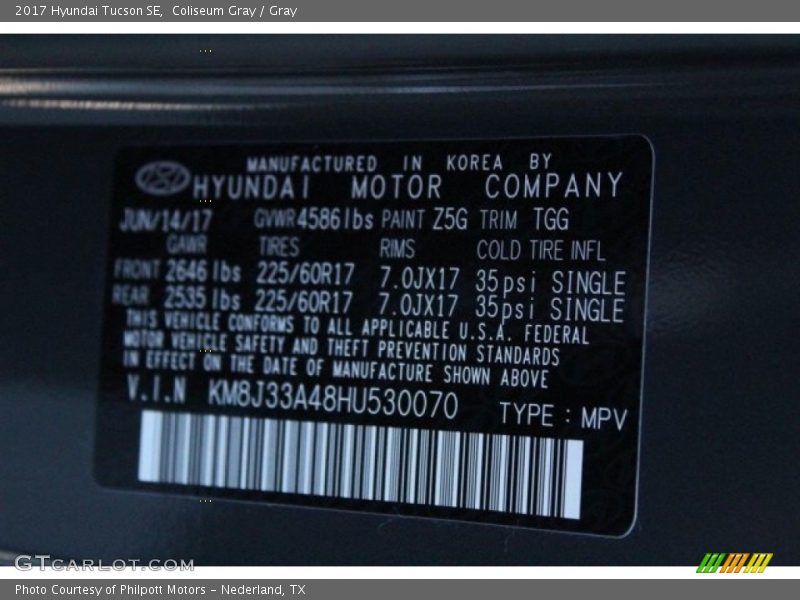 2017 Hyundai Tucson SE,  Coliseum Gray / Gray
MANUFACTURED IN KOREA BY
HYUNDAI MOTOR COMPANY
JUN/14/17 GVWR 4586 lbs PAINT Z5G TRIM TGG
GAWR TIRES RIMS COLD TIRE INFL
FRONT 2646 lbs 225/60R17 7.0JX17 35psi SINGLE
REAR 2535 lbs 225/60R17 7.0JX17 35psi SINGLE
THIS VEHICLE CONFORMS TO ALL APPLICABLE U.S.A. FEDERAL
MOTOR VEHICLE SAFETY AND THEFT PREVENTION STANDARDS
IN EFFECT ON THE DATE OF MANUFACTURE SHOWN ABOVE
V.I.N KM8J33A48HU530070 TYPE : MPV
GTCARLOT.COM
Photo Courtesy of Philpott Motors - Nederland, TX